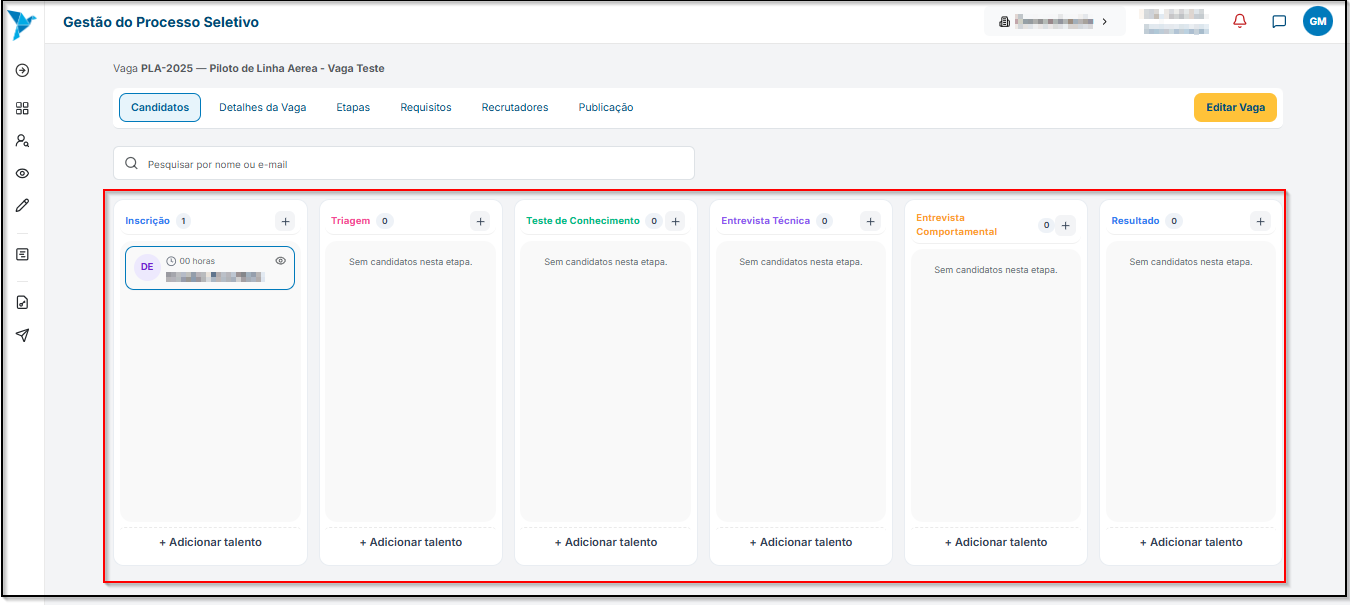 Gestão do Processo Seletivo
GM
Vaga PLA-2025 — Piloto de Linha Aerea - Vaga Teste
Candidatos
Detalhes da Vaga
Etapas
Requisitos
Recrutadores
Publicação
Editar Vaga
Pesquisar por nome ou e-mail
Inscrição 1 +
DE
00 horas
+ Adicionar talento
Triagem 0 +
Sem candidatos nesta etapa.
+ Adicionar talento
Teste de Conhecimento 0 +
Sem candidatos nesta etapa.
+ Adicionar talento
Entrevista Técnica 0 +
Sem candidatos nesta etapa.
+ Adicionar talento
Entrevista
Comportamental 0 +
Sem candidatos nesta etapa.
+ Adicionar talento
Resultado 0 +
Sem candidatos nesta etapa.
+ Adicionar talento